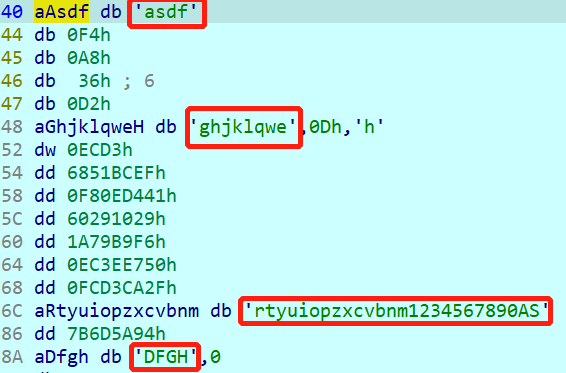 40 aAsdf db 'asdf'
44 db 0F4h
45 db 0A8h
46 db 36h ; 6
47 db 0D2h
48 aGhjklqweH db 'ghjklqwe',0Dh,'h'
52 dw 0ECD3h
54 dd 6851BCEFh
58 dd 0F80ED441h
5C dd 60291029h
60 dd 1A79B9F6h
64 dd 0EC3EE750h
68 dd 0FCD3CA2Fh
6C aRtyuiopzxcvbnm db 'rtyuiopzxcvbnm1234567890AS'
86 dd 7B6D5A94h
8A aDfgh db 'DFGH',0